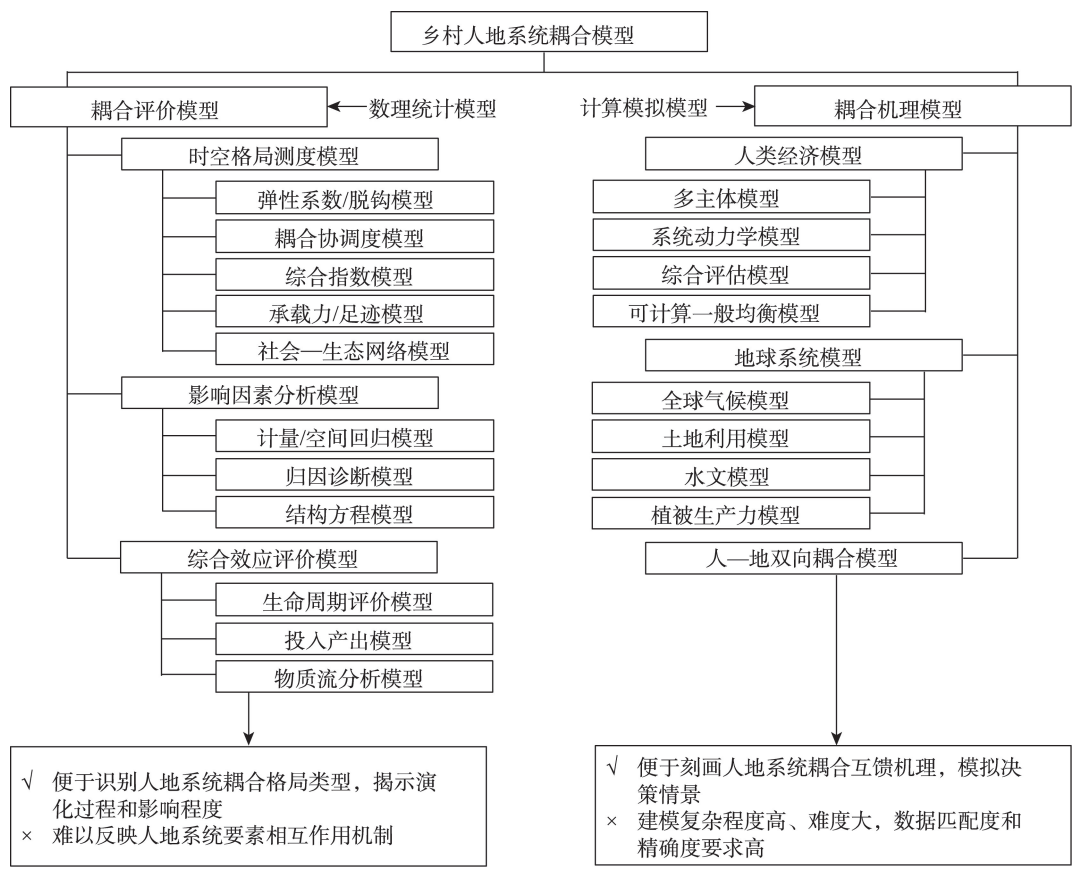 乡村人地系统耦合模型
耦合评价模型
数理统计模型
时空格局测度模型
弹性系数/脱钩模型
耦合协调度模型
综合指数模型
承载力/足迹模型
社会—生态网络模型
影响因素分析模型
计量/空间回归模型
归因诊断模型
结构方程模型
综合效应评价模型
生命周期评价模型
投入产出模型
物质流分析模型
√ 便于识别人地系统耦合格局类型，揭示演
化过程和影响程度
× 难以反映人地系统要素相互作用机制
计算模拟模型
耦合机理模型
人类经济模型
多主体模型
系统动力学模型
综合评估模型
可计算一般均衡模型
地球系统模型
全球气候模型
土地利用模型
水文模型
植被生产力模型
人—地双向耦合模型
√ 便于刻画人地系统耦合互馈机理，模拟决
策情景
× 建模复杂程度高、难度大，数据匹配度和
精确度要求高